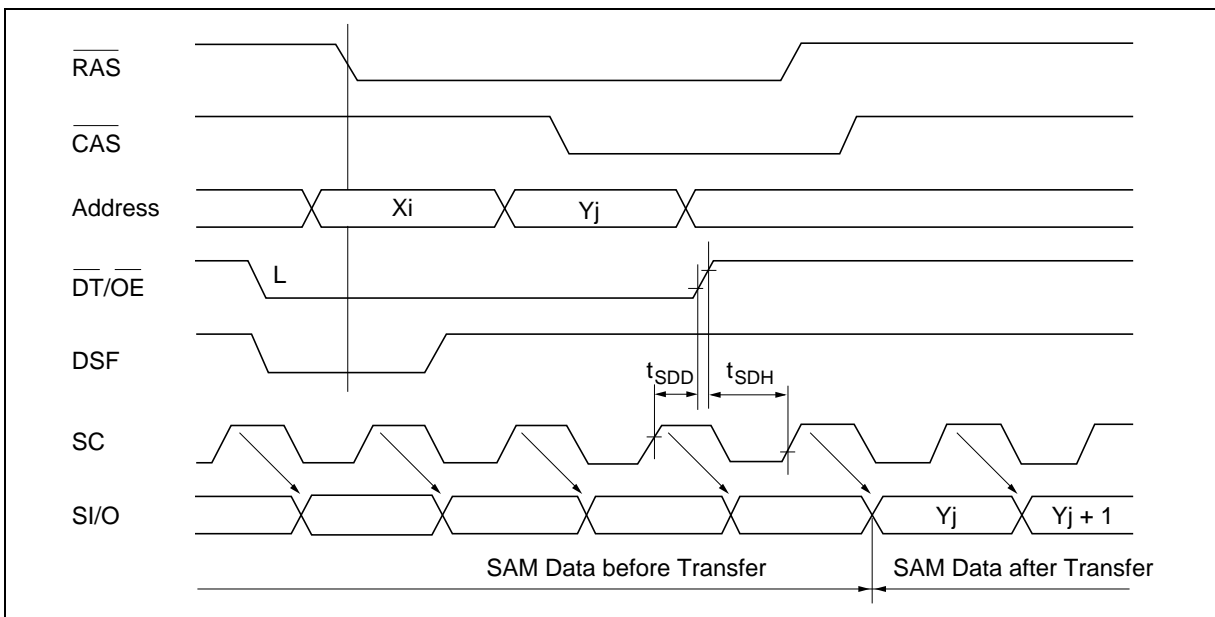 RAS
CAS
Address
Xi
Yj
DT/OE
L
DSF
tSDD
tSDH
SC
SI/O
Yj
Yj + 1
SAM Data before Transfer
SAM Data after Transfer